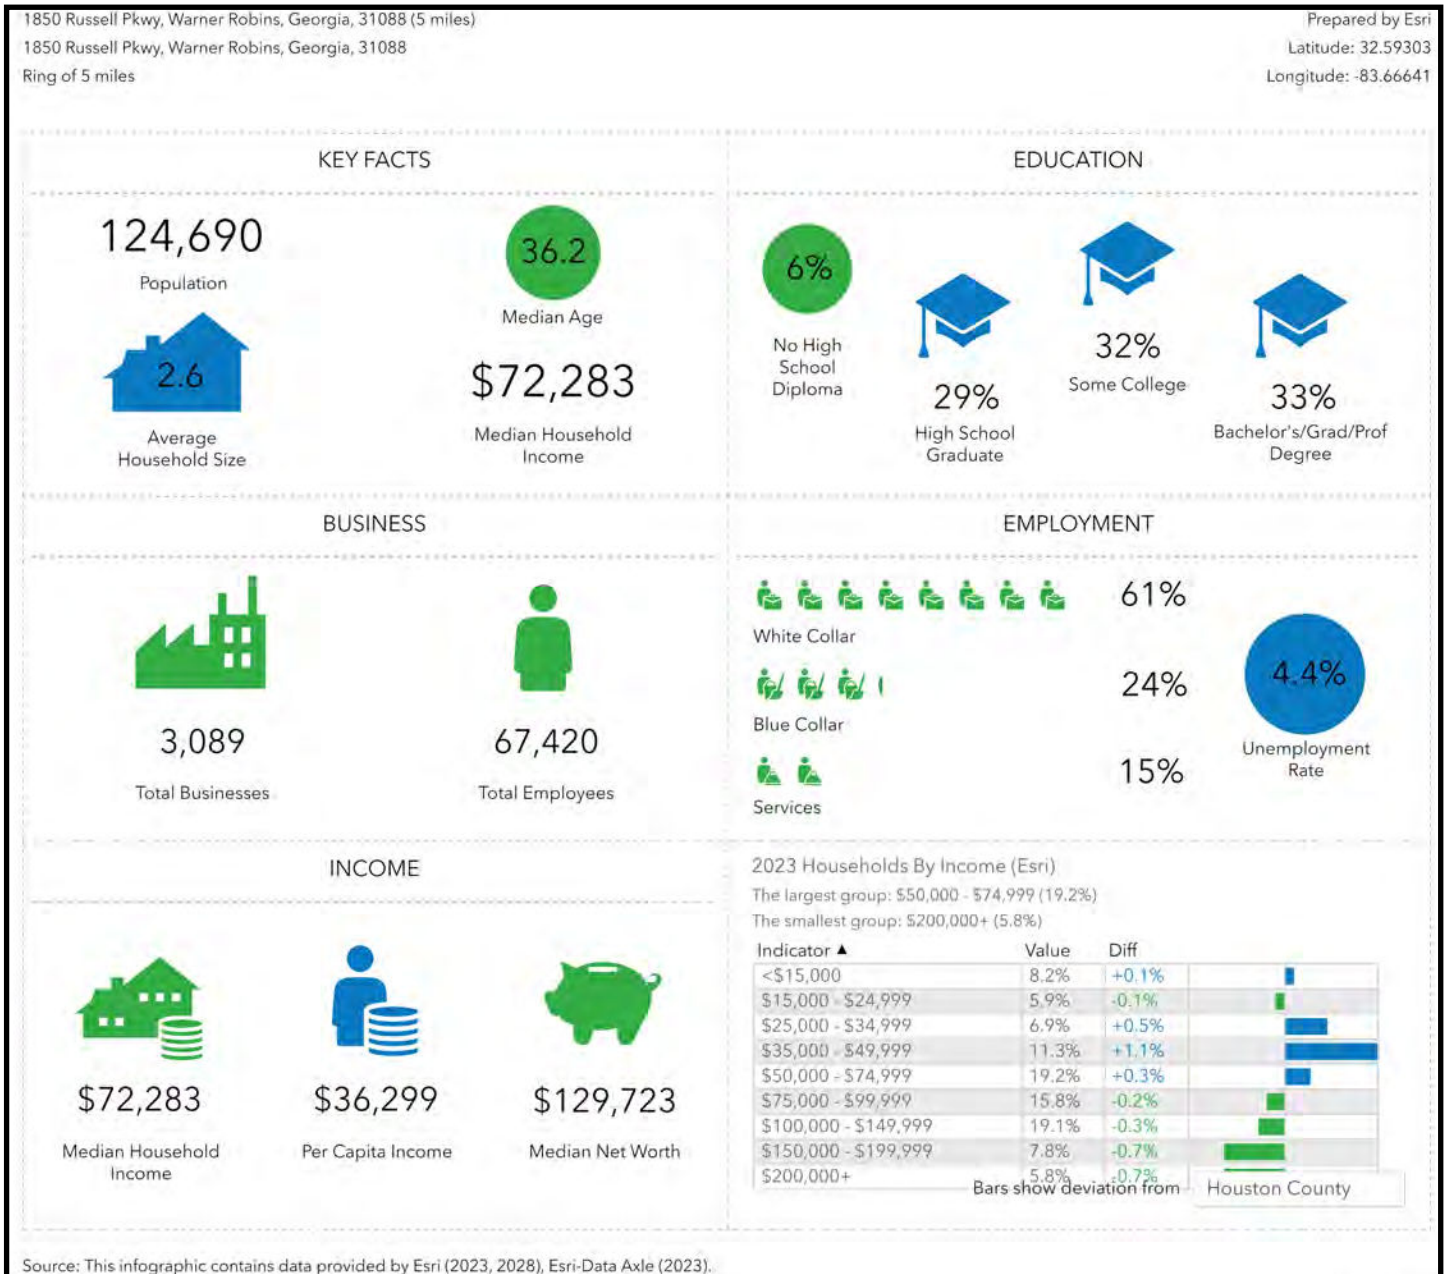 1850 Russell Pkwy, Warner Robins, Georgia, 31088 (5 miles)
Prepared by Esri
1850 Russell Pkwy, Warner Robins, Georgia, 31088
Latitude: 32.59303
Ring of 5 miles
Longitude: -83.66641
KEY FACTS
124,690
Population
36.2
Median Age
2.6
Average
Household Size
$72,283
Median Household
Income
EDUCATION
6%
No High
School
Diploma
29%
High School
Graduate
32%
Some College
33%
Bachelor's/Grad/Prof
Degree
BUSINESS
3,089
Total Businesses
67,420
Total Employees
EMPLOYMENT
61%
White Collar
24%
Blue Collar
15%
Services
4.4%
Unemployment
Rate
INCOME
$72,283
Median Household
Income
$36,299
Per Capita Income
$129,723
Median Net Worth
2023 Households By Income (Esri)
The largest group: $50,000 - $74,999 (19.2%)
The smallest group: $200,000+ (5.8%)
Indicator ▲ Value Diff
<$15,000 8.2% +0.1%
$15,000 - $24,999 5.9% -0.1%
$25,000 - $34,999 6.9% +0.5%
$35,000 - $49,999 11.3% +1.1%
$50,000 - $74,999 19.2% +0.3%
$75,000 - $99,999 15.8% -0.2%
$100,000 - $149,999 19.1% -0.3%
$150,000 - $199,999 7.8% -0.7%
$200,000+ 5.8% -0.7%
Bars show deviation from Houston County
Source: This infographic contains data provided by Esri (2023, 2028), Esri-Data Axle (2023).